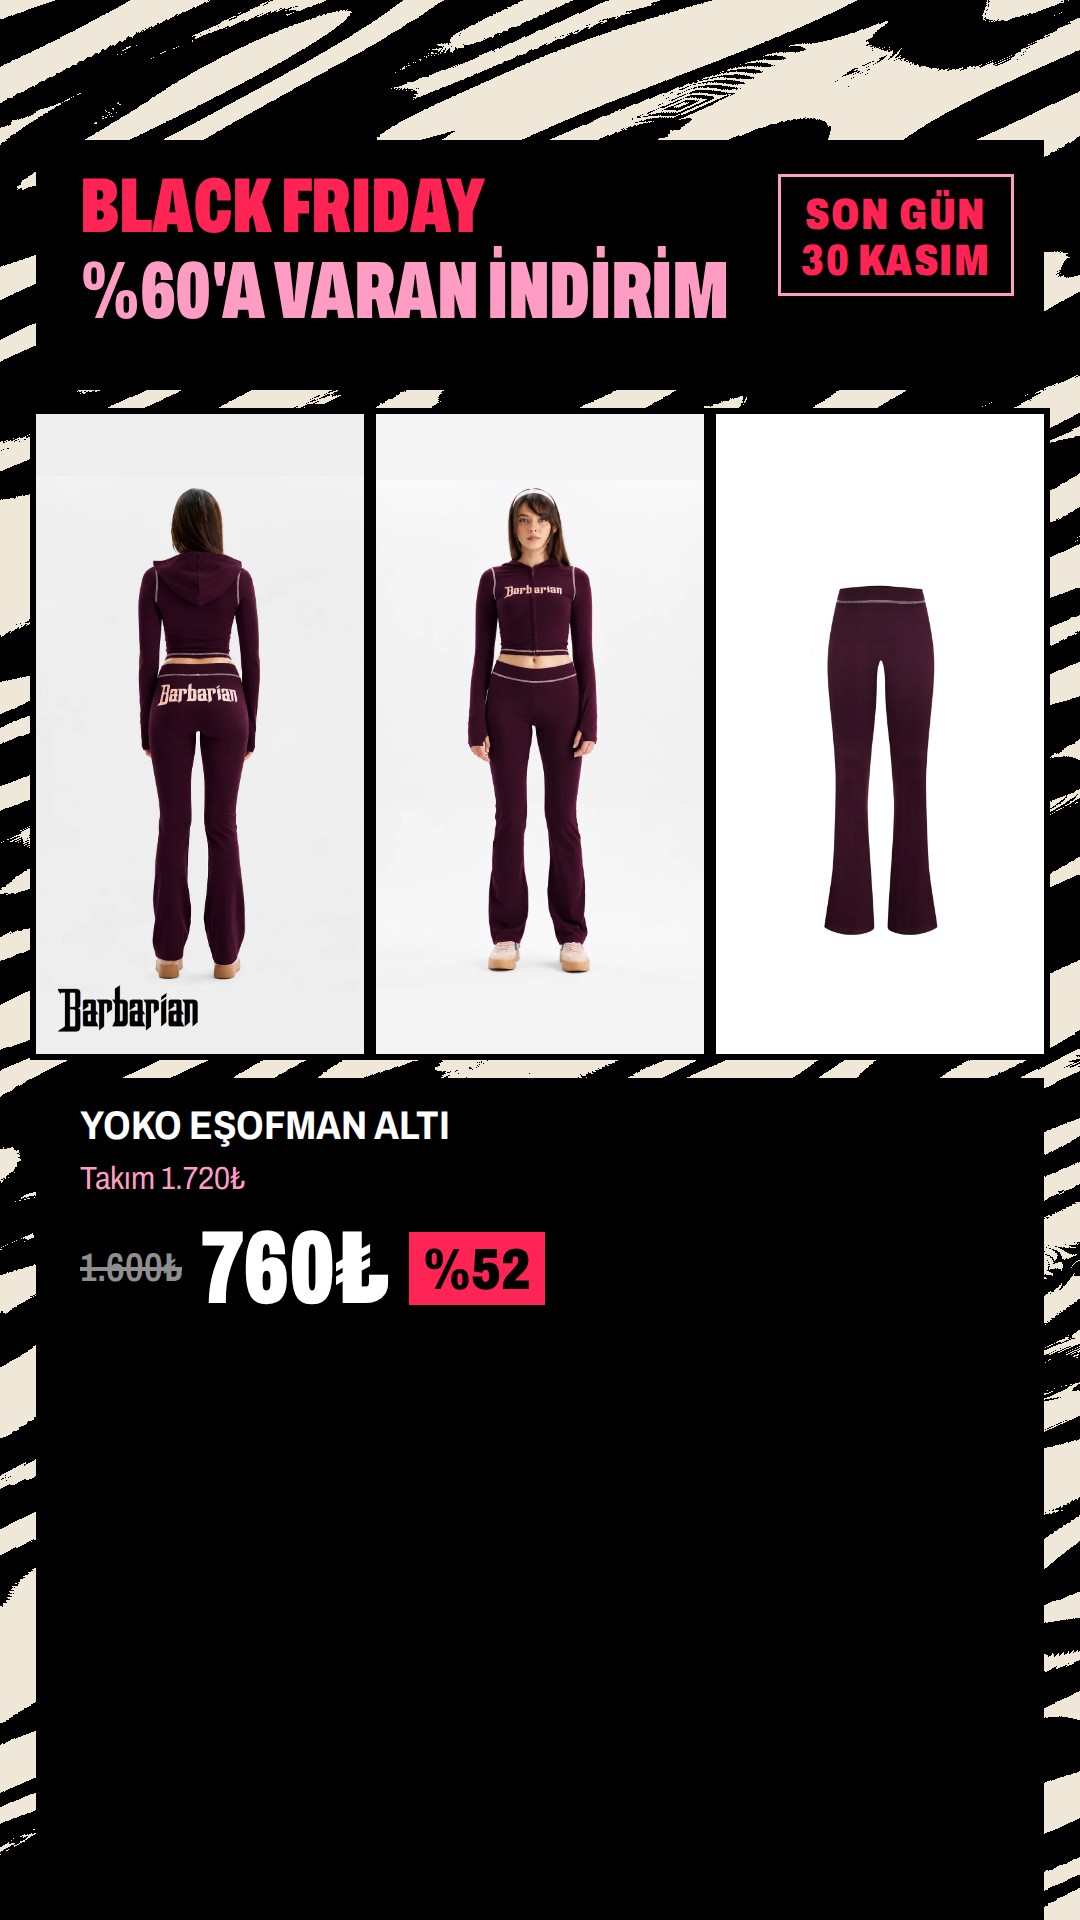 BLACK FRIDAY
%60'A VARAN İNDİRİM
SON GÜN
30 KASIM
Barbarian
Barbarian
Barbarian
YOKO EŞOFMAN ALTI
Takım 1.720₺
1.600₺ 760₺ %52